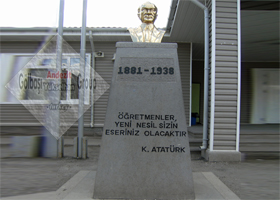 1881-1938
ÖĞRETMENLER,
YENİ NESİL SİZİN
ESERİNİZ OLACAKTIR
K. ATATÜRK